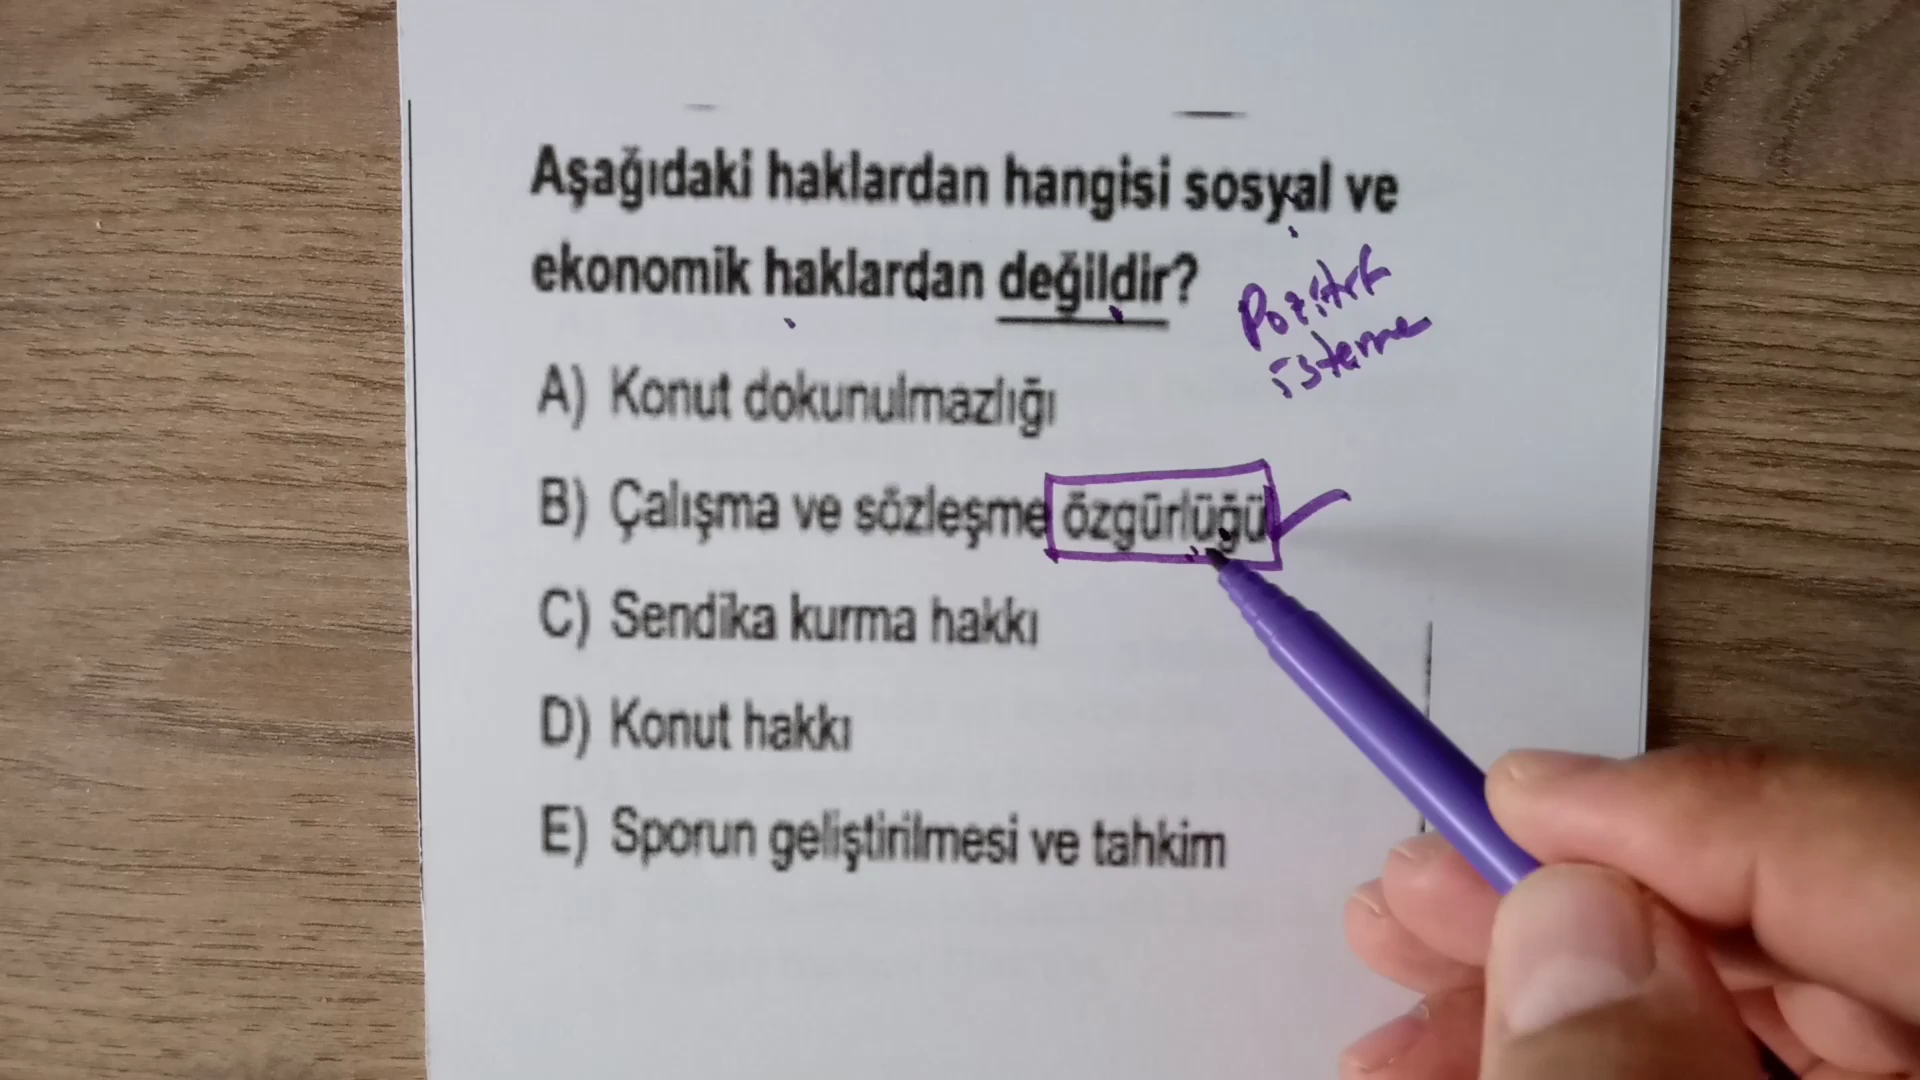 Aşağıdaki haklardan hangisi sosyal ve
ekonomik haklardan değildir?
Pozitif
isteme
A) Konut dokunulmazlığı
B) Çalışma ve sözleşme özgürlüğü
C) Sendika kurma hakkı
D) Konut hakkı
E) Sporun geliştirilmesi ve tahkim